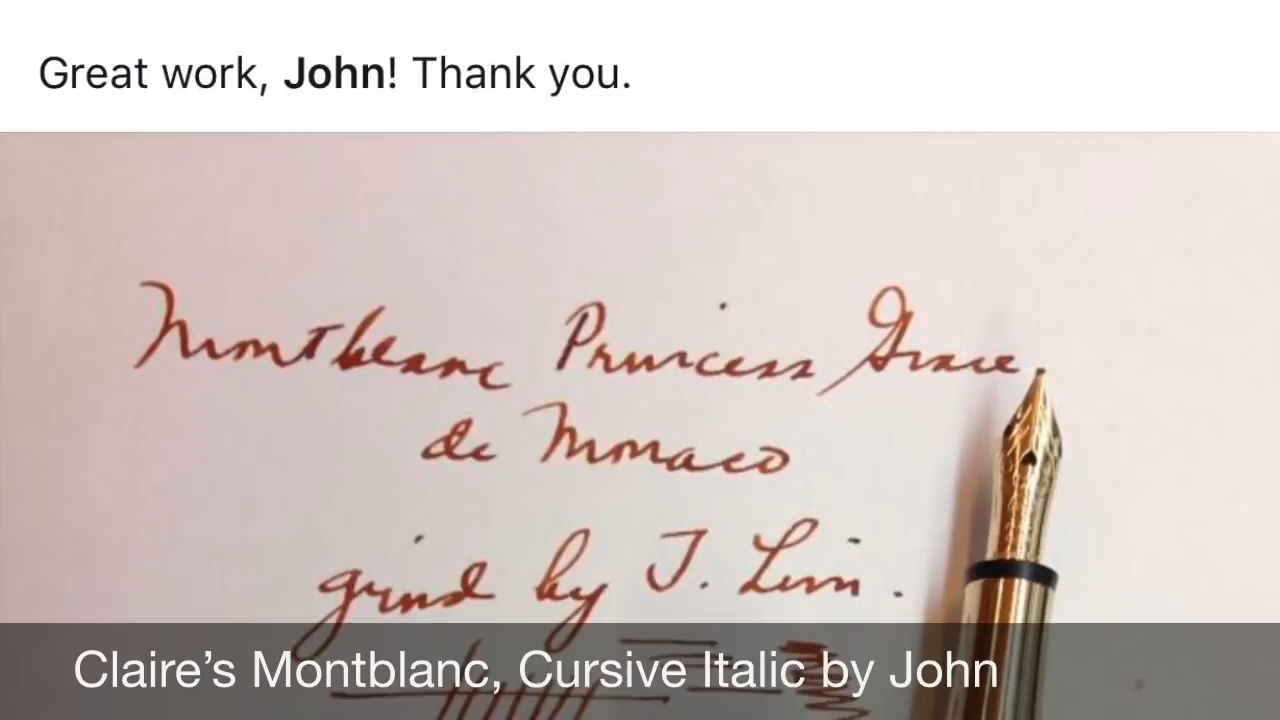 Great work, John! Thank you.
Montblanc Princess Grace
de Monaco
grind by J. Lim.
Claire’s Montblanc, Cursive Italic by John